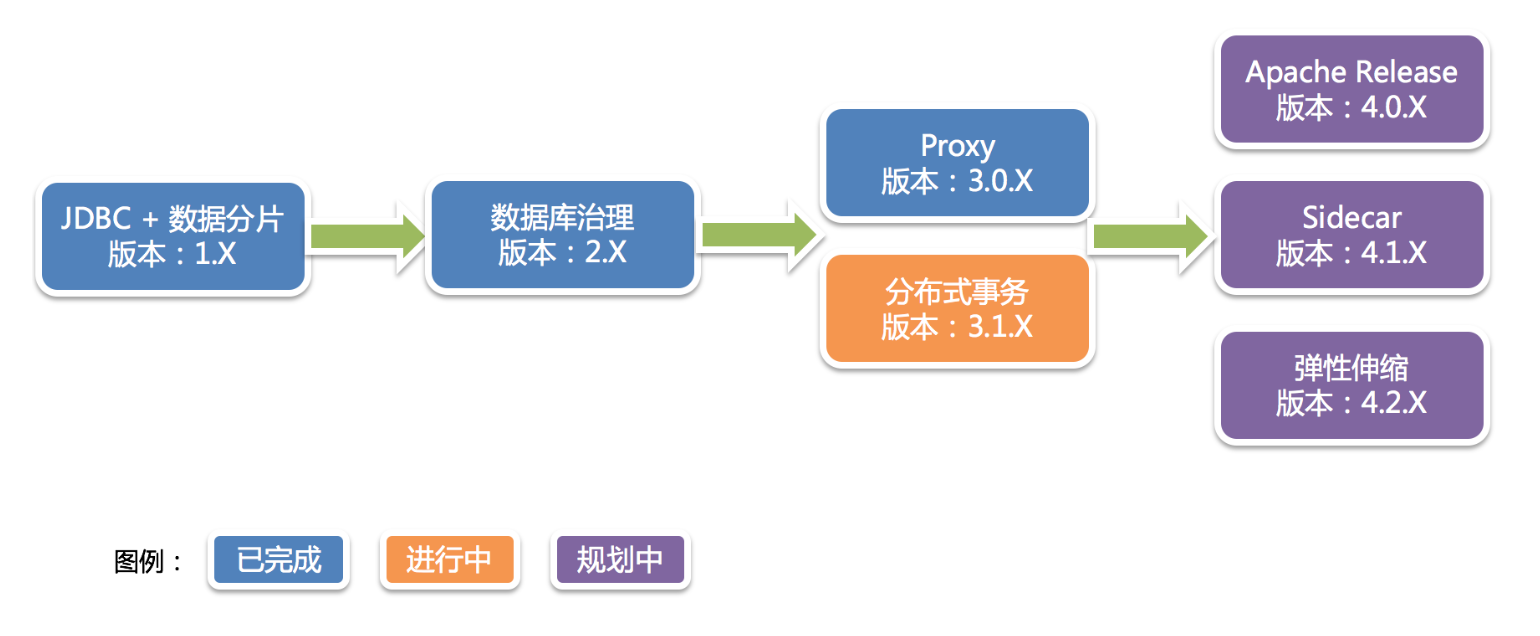 JDBC + 数据分片
版本：1.X
数据库治理
版本：2.X
Proxy
版本：3.0.X
分布式事务
版本：3.1.X
Apache Release
版本：4.0.X
Sidecar
版本：4.1.X
弹性伸缩
版本：4.2.X
图例： 已完成 进行中 规划中